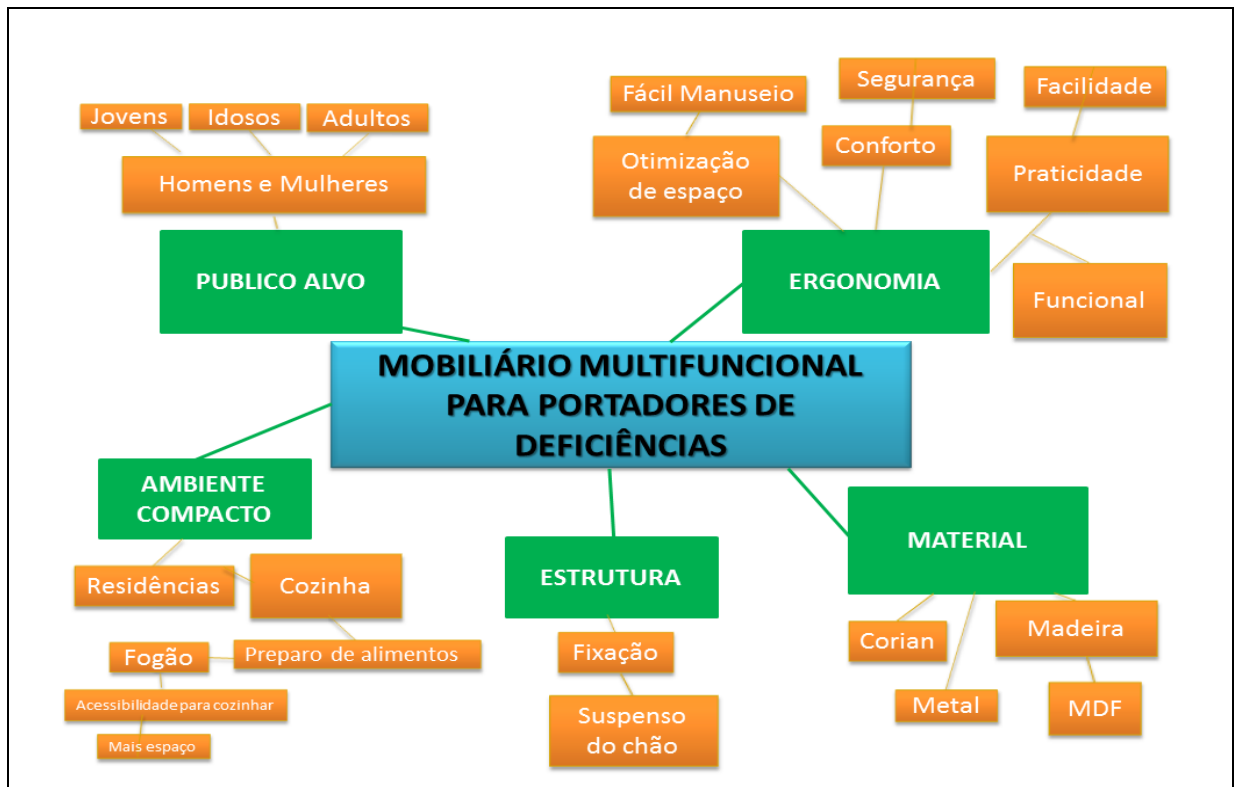 Jovens
Idosos
Adultos
Homens e Mulheres
PUBLICO ALVO
Fácil Manuseio
Segurança
Facilidade
Otimização
de espaço
Conforto
Praticidade
ERGONOMIA
Funcional
MOBILIÁRIO MULTIFUNCIONAL
PARA PORTADORES DE
DEFICIÊNCIAS
AMBIENTE
COMPACTO
Residências
Cozinha
Fogão
Preparo de alimentos
Acessibilidade para cozinhar
Mais espaço
ESTRUTURA
Fixação
Suspenso
do chão
MATERIAL
Corian
Madeira
Metal
MDF